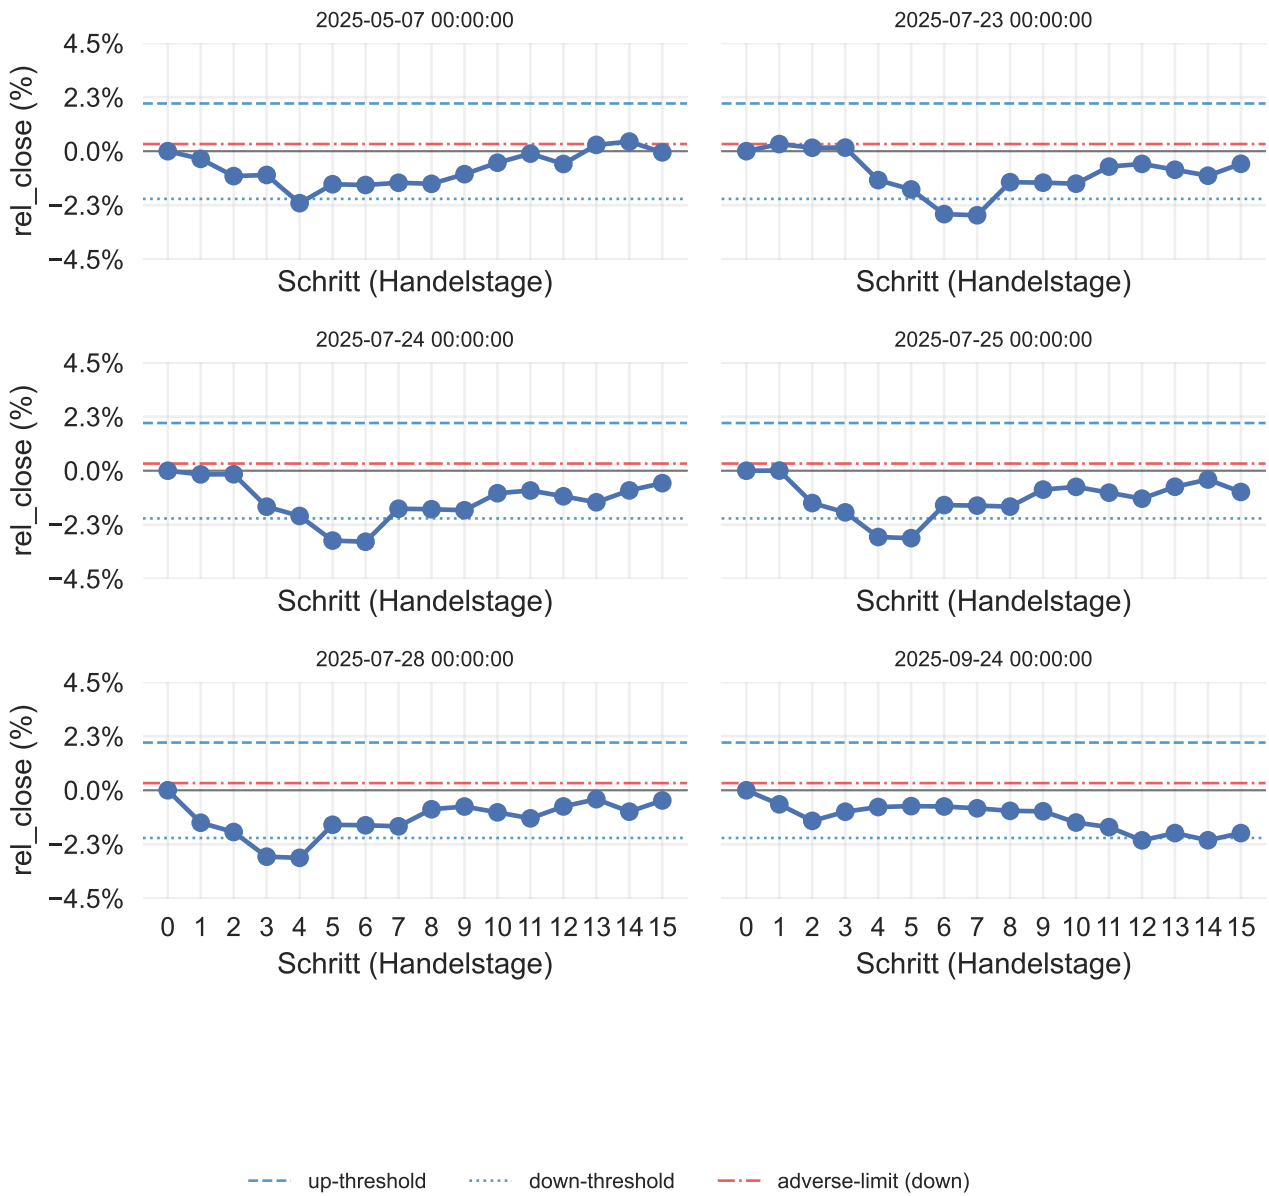 2025-05-07 00:00:00
2025-07-23 00:00:00
rel_close (%)
4.5%
2.3%
0.0%
−2.3%
−4.5%
Schritt (Handelstage)
Schritt (Handelstage)
2025-07-24 00:00:00
2025-07-25 00:00:00
rel_close (%)
4.5%
2.3%
0.0%
−2.3%
−4.5%
Schritt (Handelstage)
Schritt (Handelstage)
2025-07-28 00:00:00
2025-09-24 00:00:00
rel_close (%)
4.5%
2.3%
0.0%
−2.3%
−4.5%
0 1 2 3 4 5 6 7 8 9 10 11 12 13 14 15
0 1 2 3 4 5 6 7 8 9 10 11 12 13 14 15
Schritt (Handelstage)
Schritt (Handelstage)
up-threshold
down-threshold
adverse-limit (down)